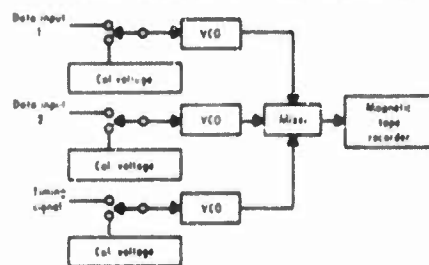 Data input
1
VCO
Cal voltage
Data input
2
VCO
Mixer
Magnetic
tape
recorder
Cal voltage
Timing
signal
VCO
Cal voltage